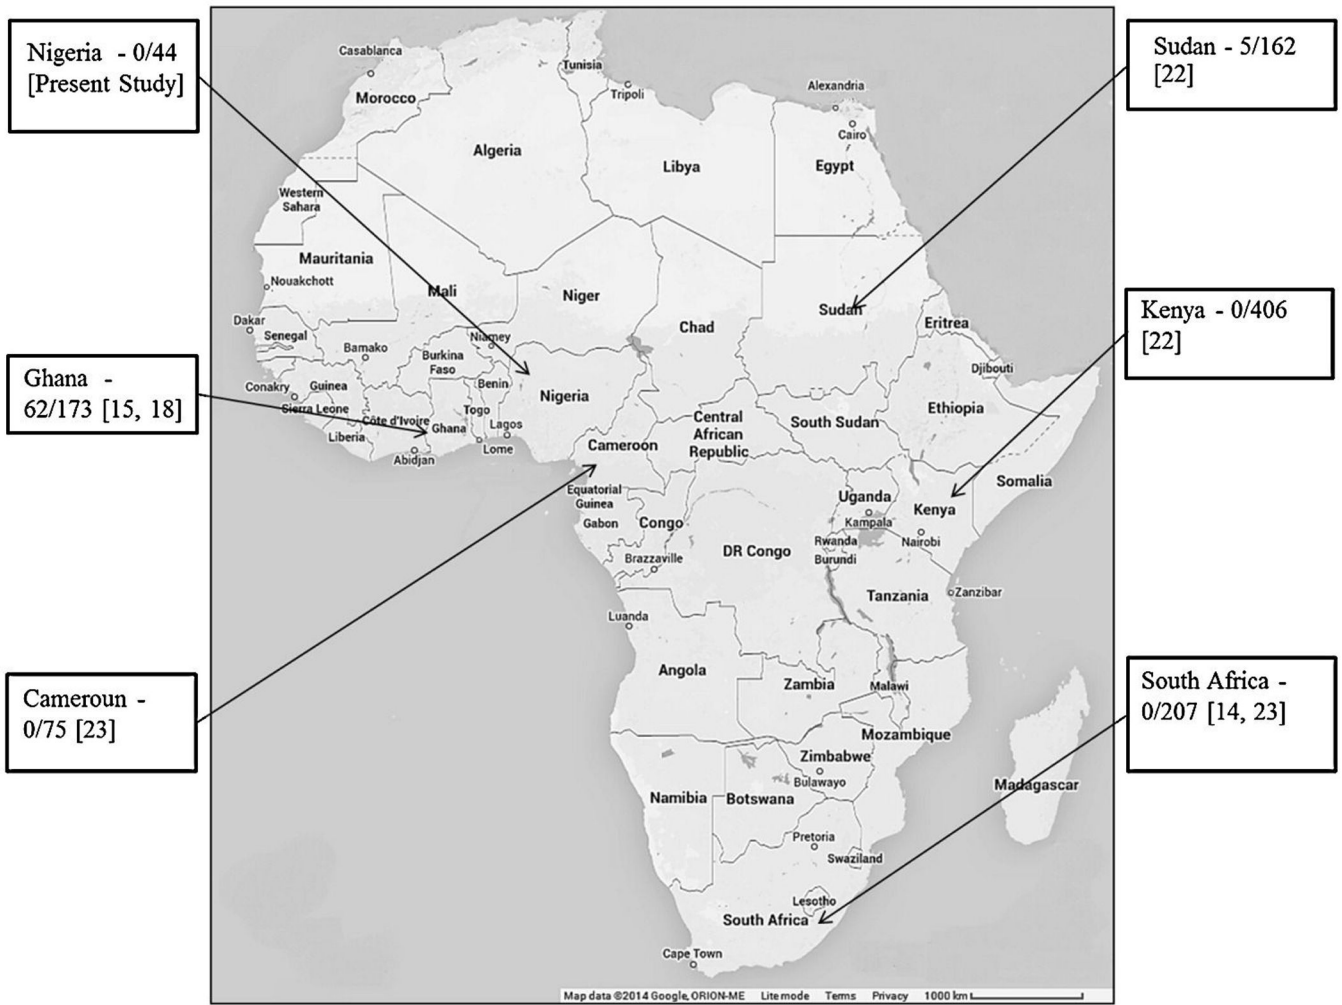 Nigeria - 0/44
[Present Study]
Sudan - 5/162
[22]
Kenya - 0/406
[22]
Ghana -
62/173 [15, 18]
Cameroun -
0/75 [23]
South Africa -
0/207 [14, 23]
Casablanca
Morocco
Tunisia
Tripoli
Alexandria
Cairo
Algeria
Libya
Egypt
Western
Sahara
Mauritania
Nouakchott
Mali
Niger
Chad
Sudan
Eritrea
Dakar
Senegal
Bamako
Niamey
Burkina
Faso
Djibouti
Conakry
Guinea
Benin
Nigeria
Ethiopia
Sierra Leone
Côte d'Ivoire
Togo
Ghana
Lagos
Liberia
Abidjan
Lome
Cameroon
Central
African
Republic
South Sudan
Somalia
Equatorial
Guinea
Gabon
Congo
Uganda
Kampala
Kenya
Nairobi
Rwanda
Burundi
Brazzaville
DR Congo
Tanzania
Zanzibar
Luanda
Angola
Zambia
Malawi
Mozambique
Zimbabwe
Bulawayo
Madagascar
Namibia
Botswana
Pretoria
Swaziland
Lesotho
South Africa
Cape Town
Map data ©2014 Google, ORION-ME Lite mode Terms Privacy 1000 km